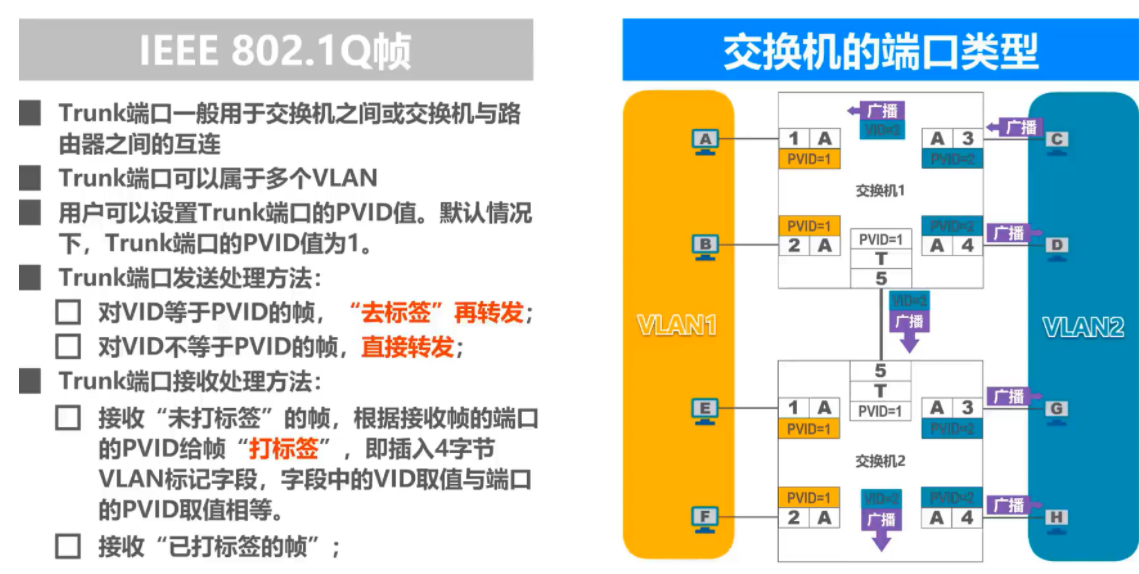 IEEE 802.1Q帧
Trunk端口一般用于交换机之间或交换机与路
由器之间的互连
Trunk端口可以属于多个VLAN
用户可以设置Trunk端口的PVID值。默认情况
下，Trunk端口的PVID值为1。
Trunk端口发送处理方法：
对VID等于PVID的帧，“去标签”再转发；
对VID不等于PVID的帧，直接转发；
Trunk端口接收处理方法：
接收“未打标签”的帧，根据接收帧的端口
的PVID给帧“打标签”，即插入4字节
VLAN标记字段，字段中的VID取值与端口
的PVID取值相等。
接收“已打标签的帧”；
交换机的端口类型
广播
VID=2
广播
A
1 A
A 3
C
PVID=1
PVID=2
交换机1
PVID=1
PVID=2
广播
B
2 A
PVID=1
A 4
D
T
5
VID=2
广播
VLAN1
VLAN2
5
T
广播
E
1 A
PVID=1
A 3
G
PVID=1
PVID=2
交换机2
PVID=1
VID=2
PVID=2
广播
F
2 A
广播
A 4
H